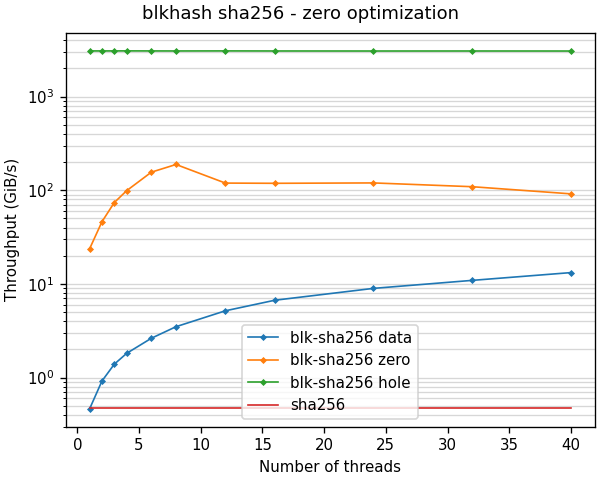 blkhash sha256 - zero optimization
Throughput (GiB/s)
10³
10²
10¹
10⁰
blk-sha256 data
blk-sha256 zero
blk-sha256 hole
sha256
0 5 10 15 20 25 30 35 40
Number of threads